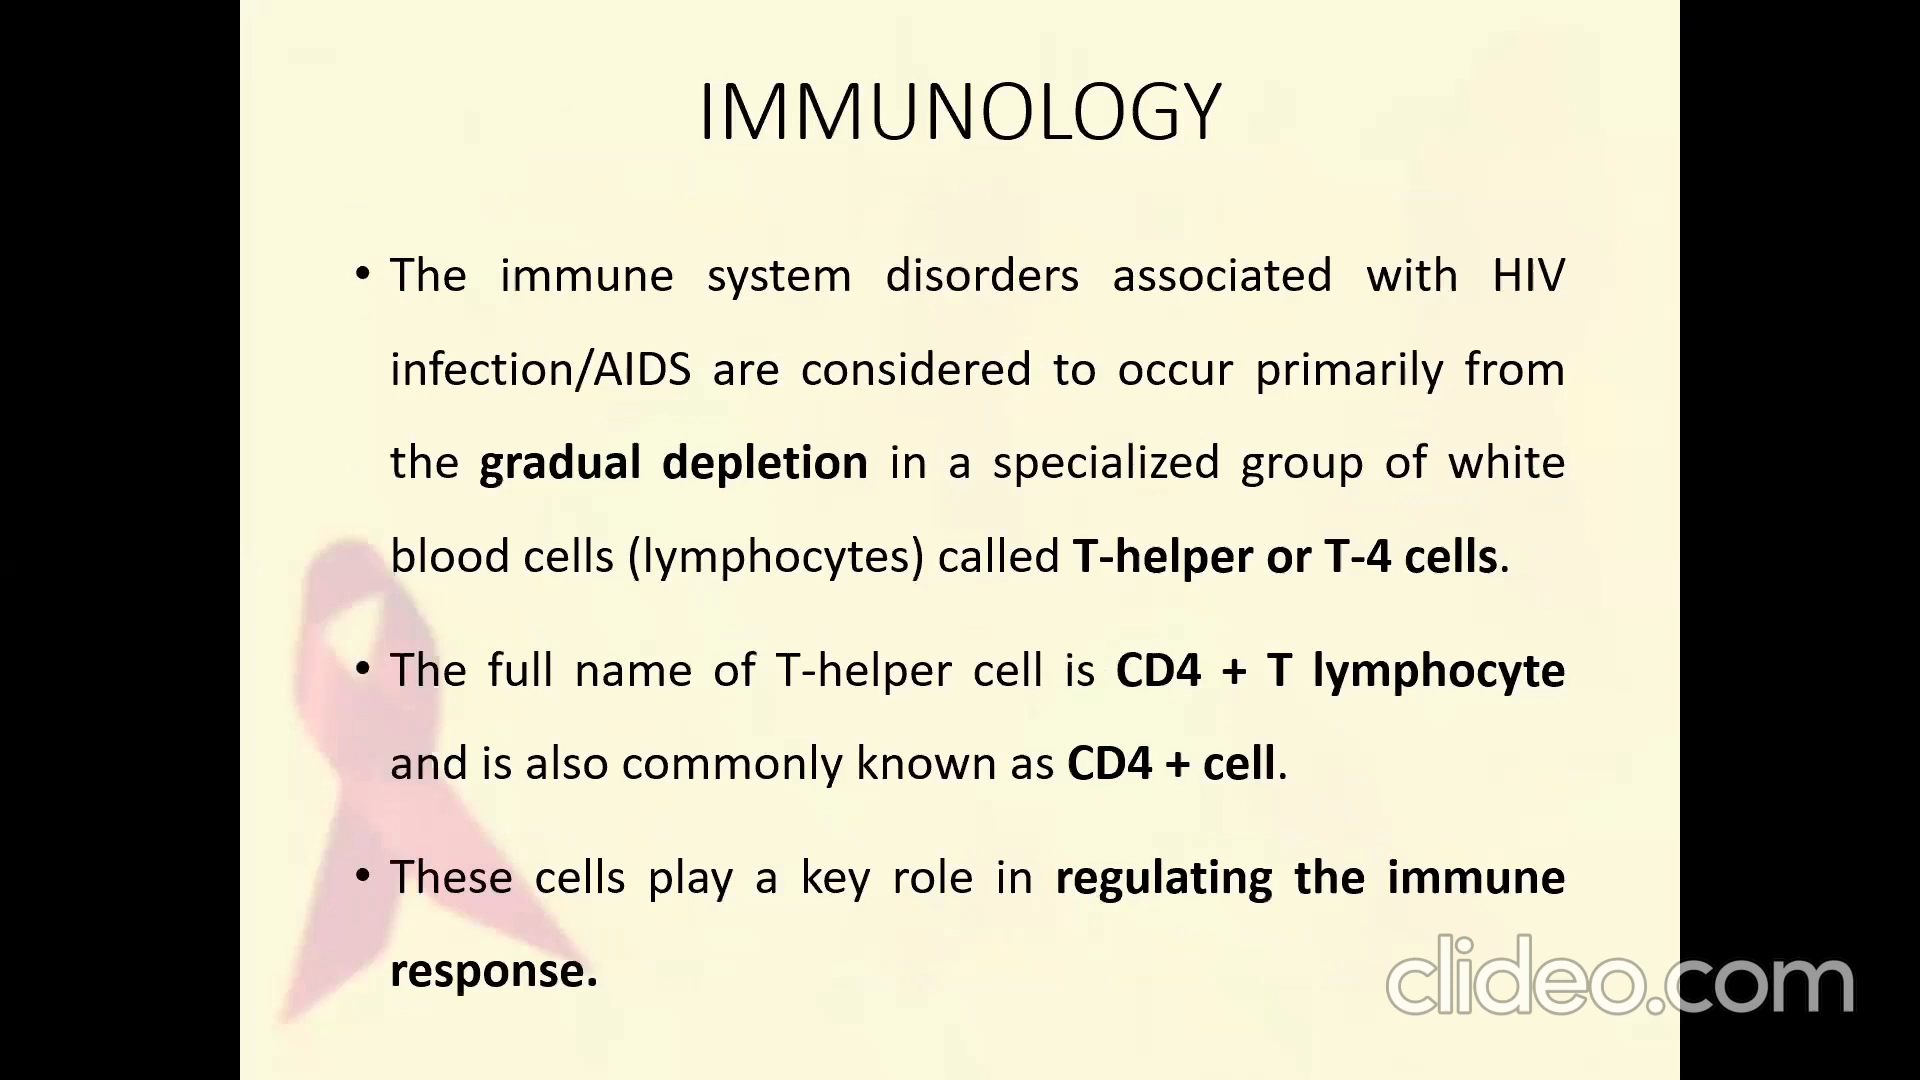 IMMUNOLOGY
• The immune system disorders associated with HIV
infection/AIDS are considered to occur primarily from
the gradual depletion in a specialized group of white
blood cells (lymphocytes) called T-helper or T-4 cells.
• The full name of T-helper cell is CD4 + T lymphocyte
and is also commonly known as CD4 + cell.
• These cells play a key role in regulating the immune
response.
clideo.com